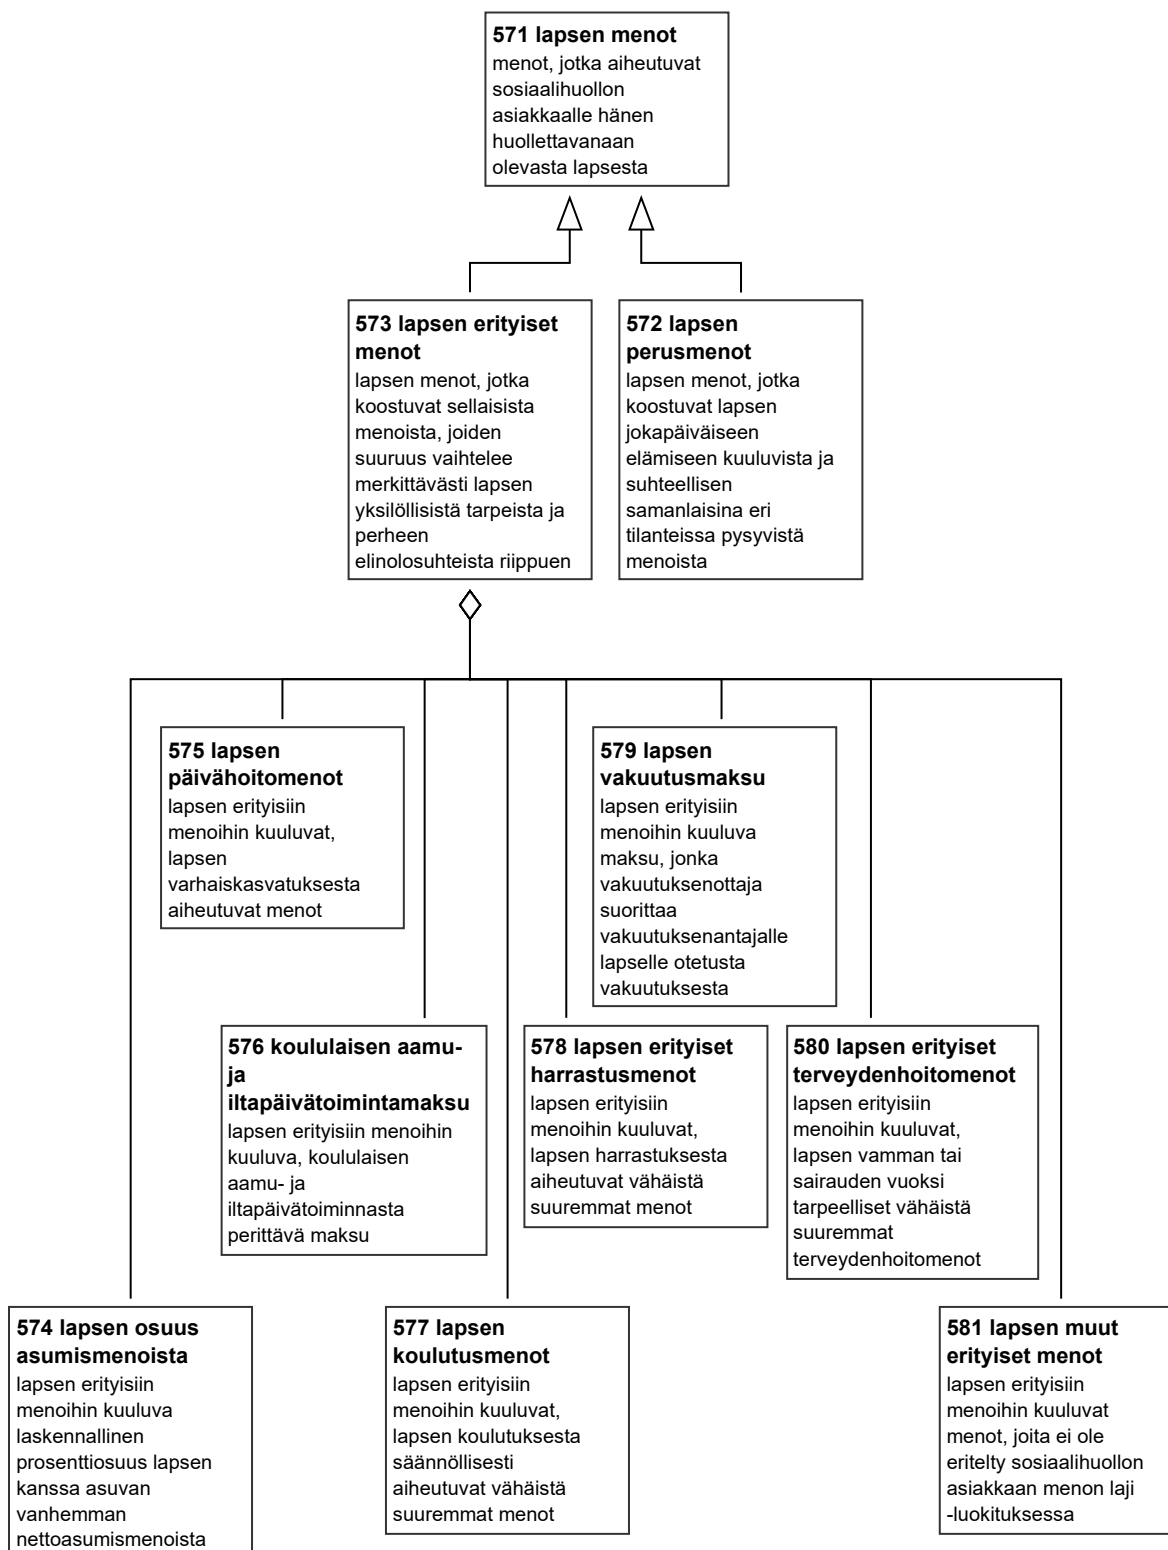 571 lapsen menot
menot, jotka aiheutuvat
sosiaalihuollon
asiakkaalle hänen
huollettavanaan
olevasta lapsesta
573 lapsen erityiset
menot
lapsen menot, jotka
koostuvat sellaisista
menoista, joiden
suuruus vaihtelee
merkittävästi lapsen
yksilöllisistä tarpeista ja
perheen
elinolosuhteista riippuen
572 lapsen
perusmenot
lapsen menot, jotka
koostuvat lapsen
jokapäiväiseen
elämiseen kuuluvista ja
suhteellisen
samanlaisina eri
tilanteissa pysyvistä
menoista
575 lapsen
päivähoitomenot
lapsen erityisiin
menoihin kuuluvat,
lapsen
varhaiskasvatuksesta
aiheutuvat menot
579 lapsen
vakuutusmaksu
lapsen erityisiin
menoihin kuuluva
maksu, jonka
vakuutuksenottaja
suorittaa
vakuutuksenantajalle
lapselle otetusta
vakuutuksesta
576 koululaisen aamu-
ja
iltapäivätoimintamaksu
lapsen erityisiin menoihin
kuuluva, koululaisen
aamu- ja
iltapäivätoiminnasta
perittävä maksu
578 lapsen erityiset
harrastusmenot
lapsen erityisiin
menoihin kuuluvat,
lapsen harrastuksesta
aiheutuvat vähäistä
suuremmat menot
580 lapsen erityiset
terveydenhoitomenot
lapsen erityisiin
menoihin kuuluvat,
lapsen vamman tai
sairauden vuoksi
tarpeelliset vähäistä
suuremmat
terveydenhoitomenot
574 lapsen osuus
asumismenoista
lapsen erityisiin
menoihin kuuluva
laskennallinen
prosenttiosuus lapsen
kanssa asuvan
vanhemman
nettoasumismenoista
577 lapsen
koulutusmenot
lapsen erityisiin
menoihin kuuluvat,
lapsen koulutuksesta
säännöllisesti
aiheutuvat vähäistä
suuremmat menot
581 lapsen muut
erityiset menot
lapsen erityisiin
menoihin kuuluvat
menot, joita ei ole
eritelty sosiaalihuollon
asiakkaan menon laji
-luokituksessa